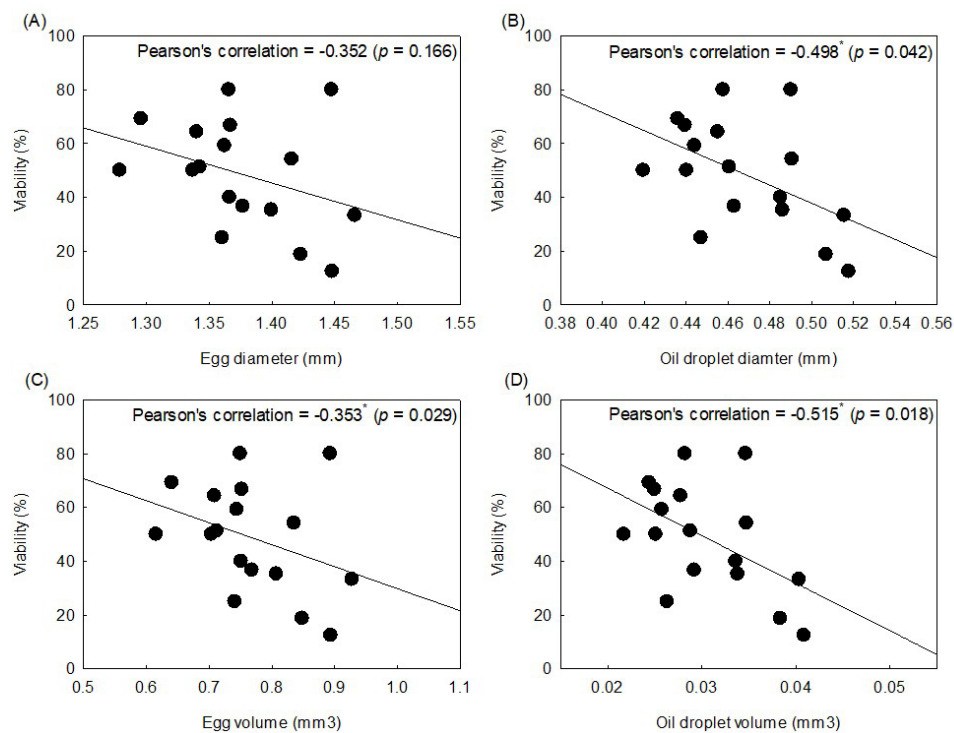 (A)
Pearson's correlation = -0.352 (p = 0.166)
100
80
60
40
20
0
Viability (%)
1.25 1.30 1.35 1.40 1.45 1.50 1.55
Egg diameter (mm)
(B)
Pearson's correlation = -0.498* (p = 0.042)
100
80
60
40
20
0
Viability (%)
0.38 0.40 0.42 0.44 0.46 0.48 0.50 0.52 0.54 0.56
Oil droplet diamter (mm)
(C)
Pearson's correlation = -0.353* (p = 0.029)
100
80
60
40
20
0
Viability (%)
0.5 0.6 0.7 0.8 0.9 1.0 1.1
Egg volume (mm3)
(D)
Pearson's correlation = -0.515* (p = 0.018)
100
80
60
40
20
0
Viability (%)
0.02 0.03 0.04 0.05
Oil droplet volume (mm3)